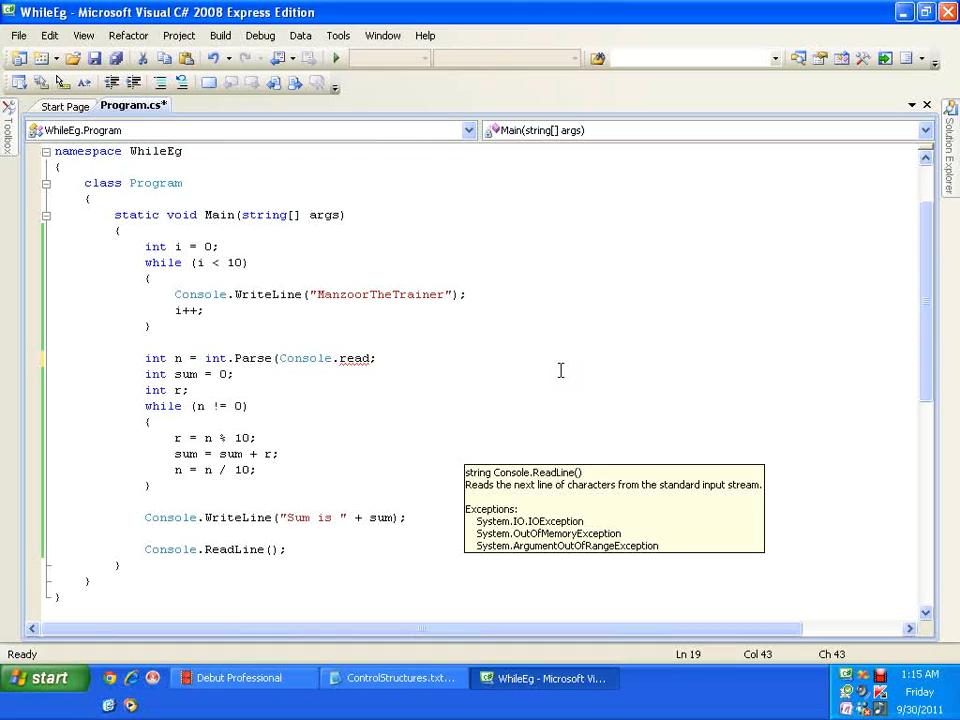 WhileEg - Microsoft Visual C# 2008 Express Edition
File Edit View Refactor Project Build Debug Data Tools Window Help
Start Page Program.cs*
WhileEg.Program Main(string[] args)
Toolbox
Solution Explorer
namespace WhileEg
{
class Program
{
static void Main(string[] args)
{
int i = 0;
while (i < 10)
{
Console.WriteLine("ManzoorTheTrainer");
i++;
}
int n = int.Parse(Console.read;
int sum = 0;
int r;
while (n != 0)
{
r = n % 10;
sum = sum + r;
n = n / 10;
}
string Console.ReadLine()
Reads the next line of characters from the standard input stream.
Exceptions:
System.IO.IOException
System.OutOfMemoryException
System.ArgumentOutOfRangeException
Console.WriteLine("Sum is " + sum);
Console.ReadLine();
}
}
}
Ready Ln 19 Col 43 Ch 43
start Debut Professional ControlStructures.txt... WhileEg - Microsoft Vi... 1:15 AM
Friday
9/30/2011